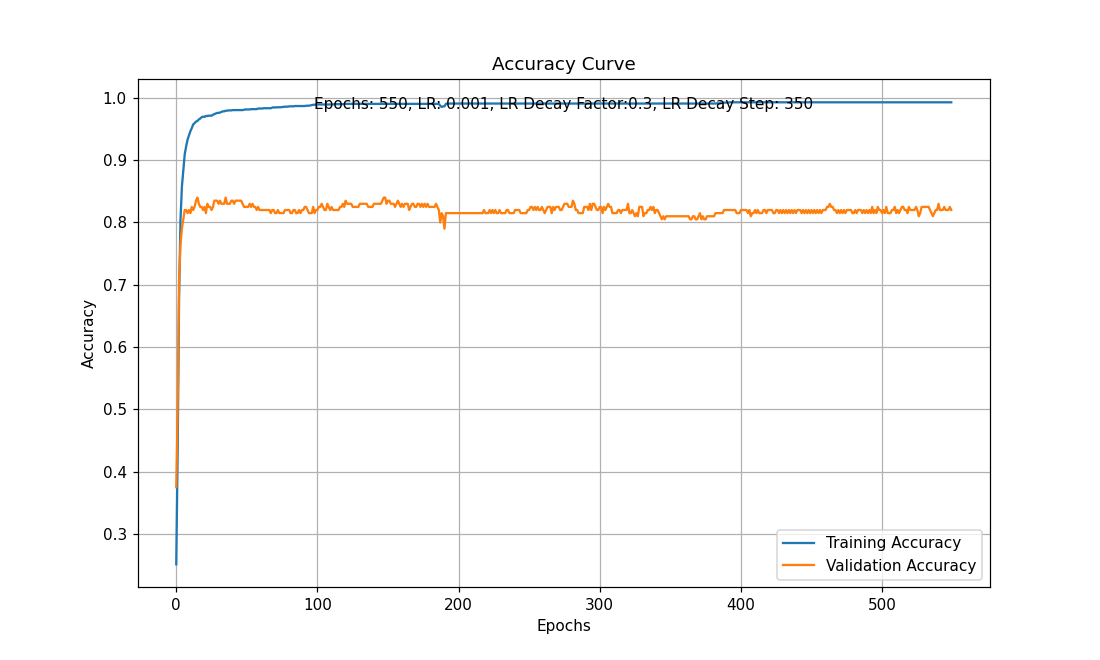 Accuracy Curve
Epochs: 550, LR: 0.001, LR Decay Factor:0.3, LR Decay Step: 350
1.0
0.9
0.8
0.7
0.6
0.5
0.4
0.3
Accuracy
Training Accuracy
Validation Accuracy
0 100 200 300 400 500
Epochs